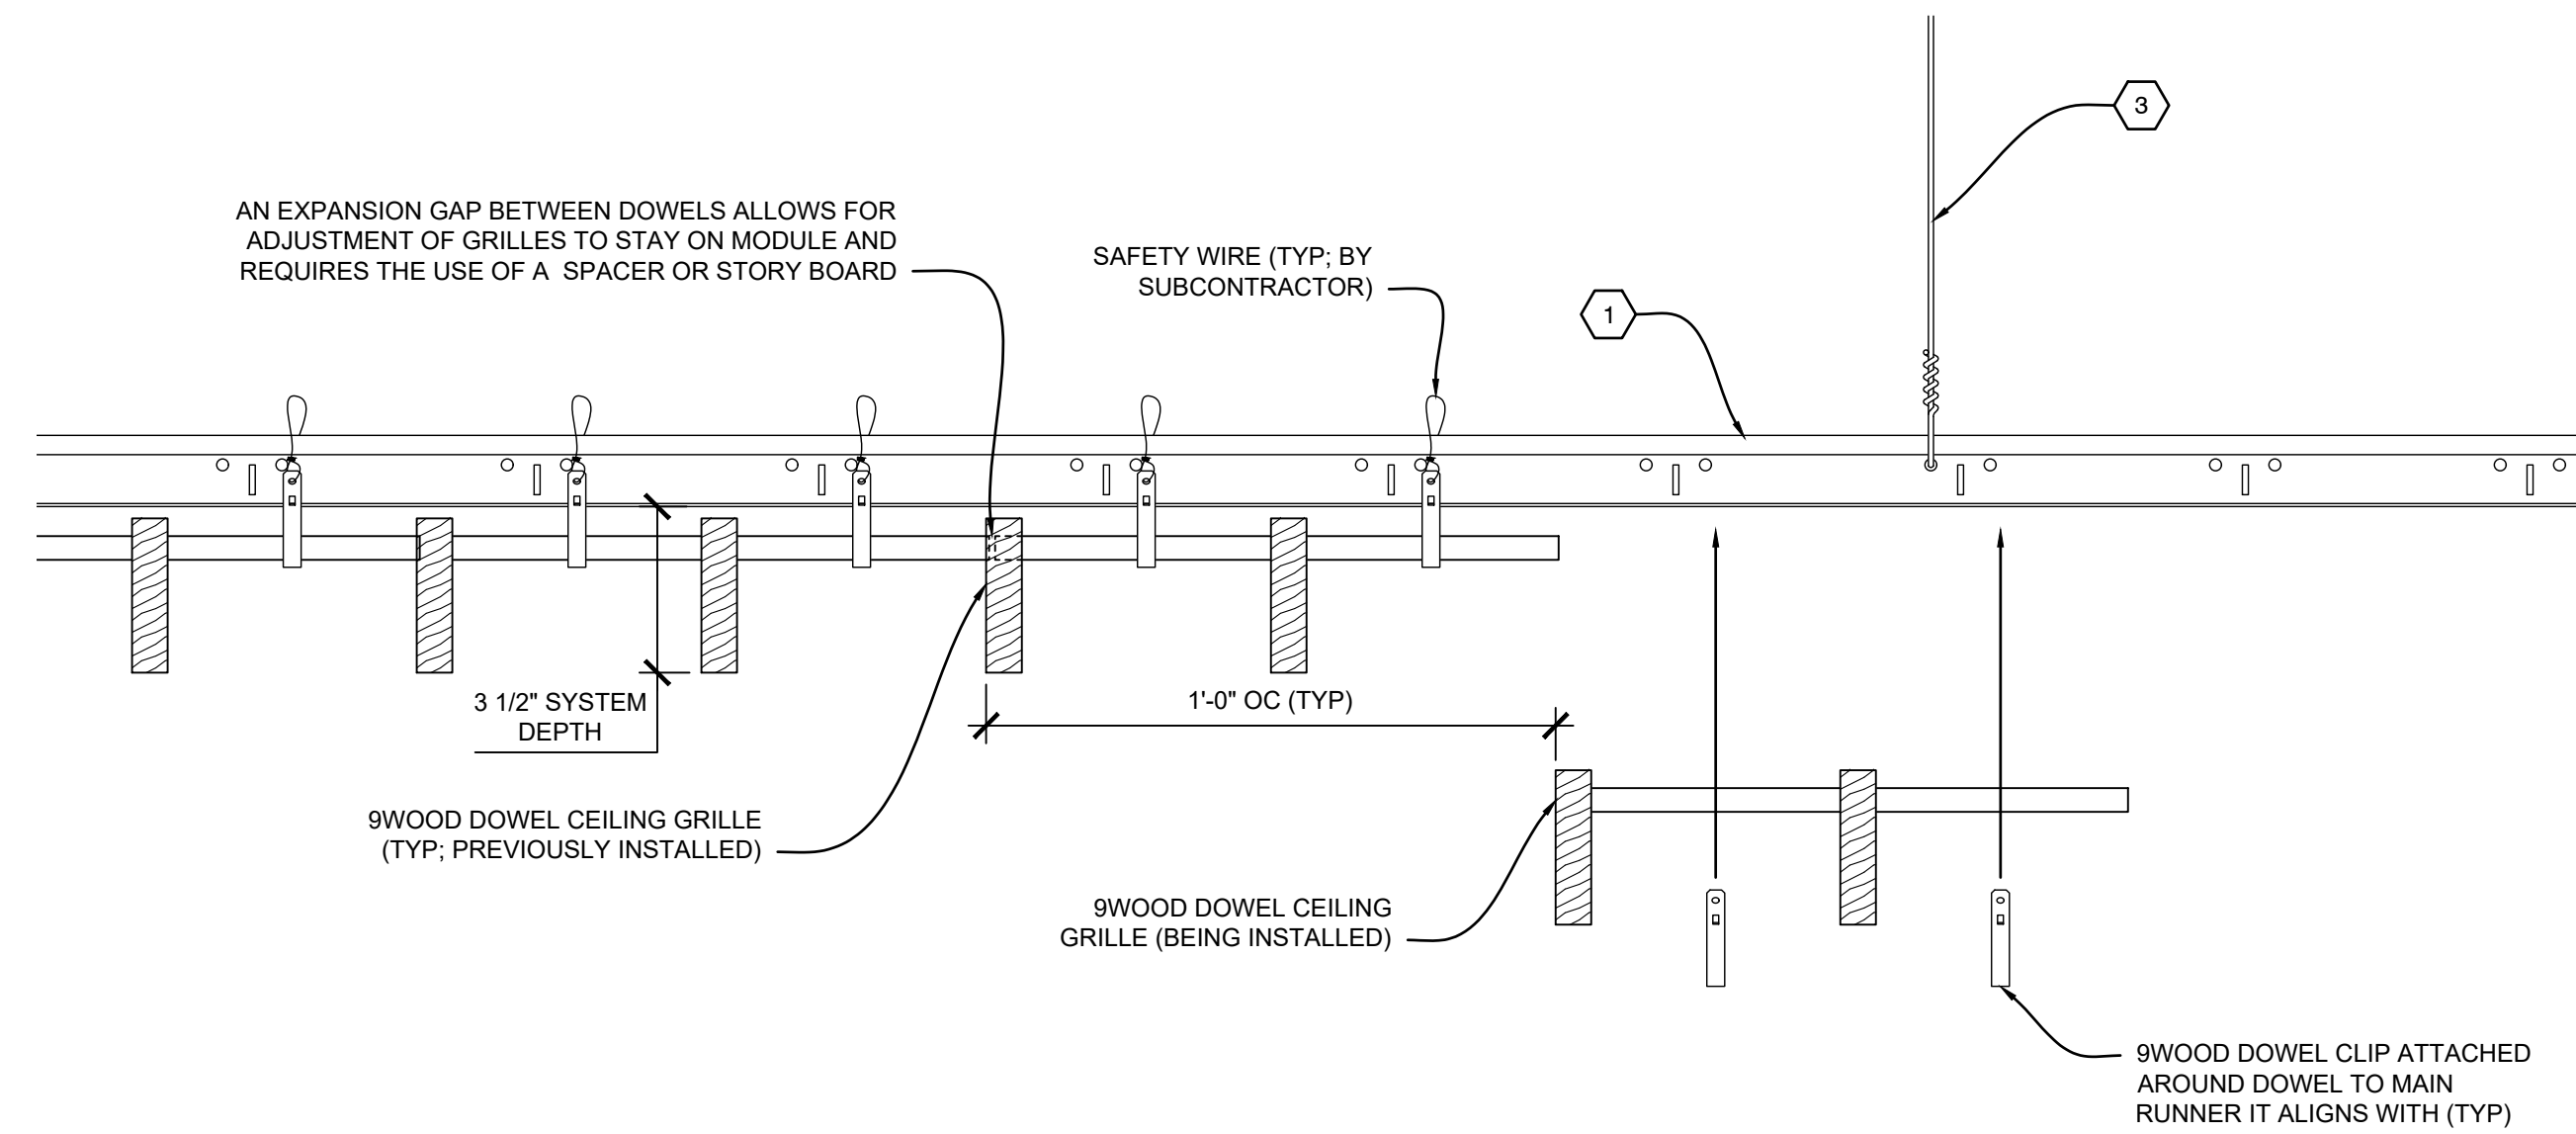 3
AN EXPANSION GAP BETWEEN DOWELS ALLOWS FOR
ADJUSTMENT OF GRILLES TO STAY ON MODULE AND
REQUIRES THE USE OF A  SPACER OR STORY BOARD
SAFETY WIRE (TYP; BY
SUBCONTRACTOR)
1
3 1/2" SYSTEM
DEPTH
1'-0" OC (TYP)
9WOOD DOWEL CEILING GRILLE
(TYP; PREVIOUSLY INSTALLED)
9WOOD DOWEL CEILING
GRILLE (BEING INSTALLED)
9WOOD DOWEL CLIP ATTACHED
AROUND DOWEL TO MAIN
RUNNER IT ALIGNS WITH (TYP)